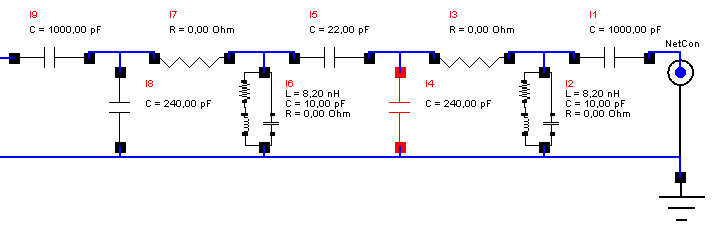 I9
C = 1000,00 pF
I7
R = 0,00 Ohm
I5
C = 22,00 pF
I3
R = 0,00 Ohm
I1
C = 1000,00 pF
NetCon
I8
C = 240,00 pF
I6
L = 8,20 nH
C = 10,00 pF
R = 0,00 Ohm
I4
C = 240,00 pF
I2
L = 8,20 nH
C = 10,00 pF
R = 0,00 Ohm